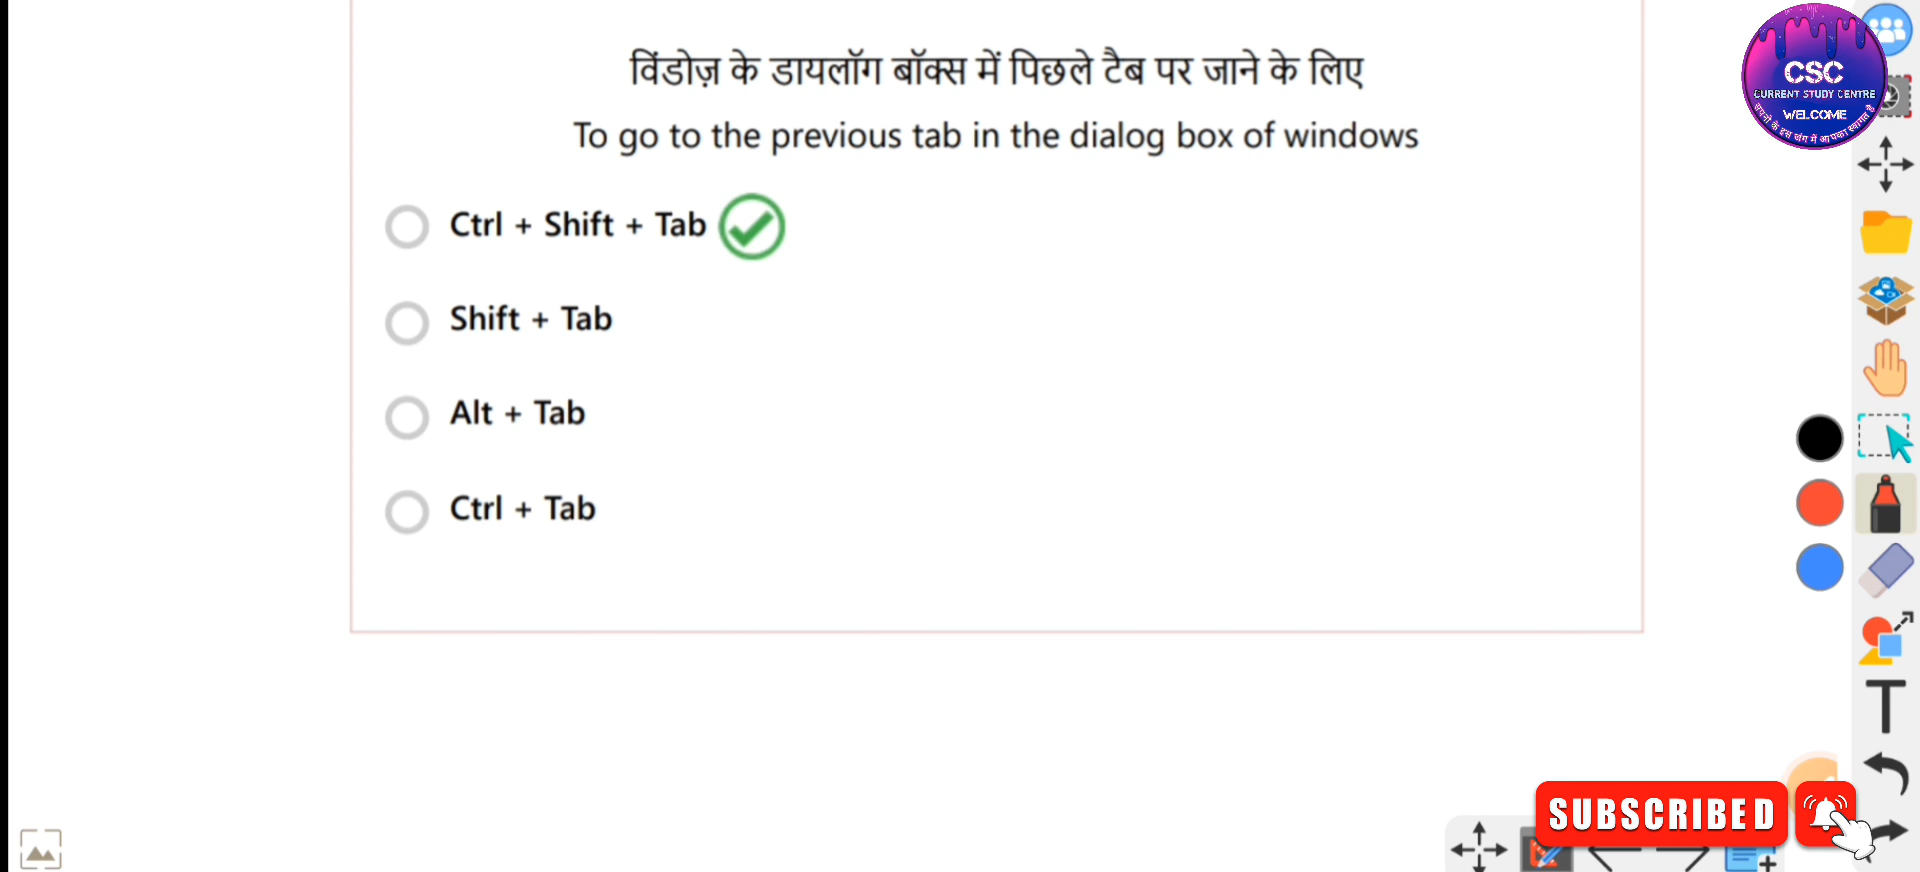 विंडोज़ के डायलॉग बॉक्स में पिछले टैब पर जाने के लिए
To go to the previous tab in the dialog box of windows
Ctrl + Shift + Tab
Shift + Tab
Alt + Tab
Ctrl + Tab
CSC
CURRENT STUDY CENTRE
WELCOME
T
SUBSCRIBED